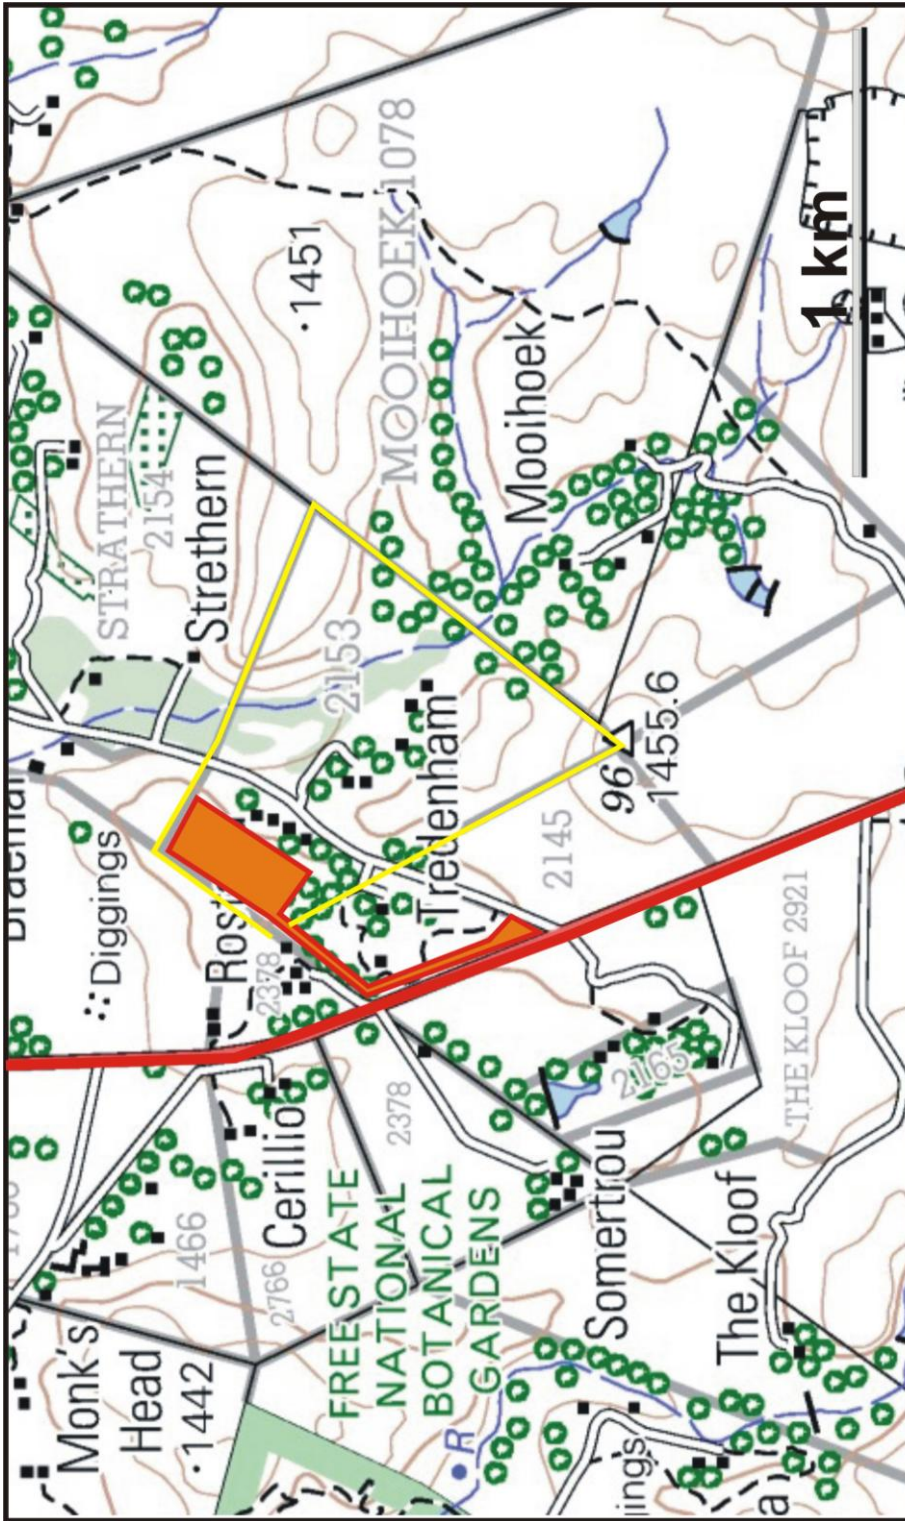 STRATHERN
2154
Strethern
1451
MOOIHOEK 1078
Mooihoek
1 km
2153
Tredenham
96
1455.6
2145
Diggings
2378
THE KLOOF 2921
2165
2378
Cerillio
1466
2766
FREE STATE
NATIONAL
BOTANICAL
GARDENS
Somertrou
The Kloof
Monk's
Head
1442
R